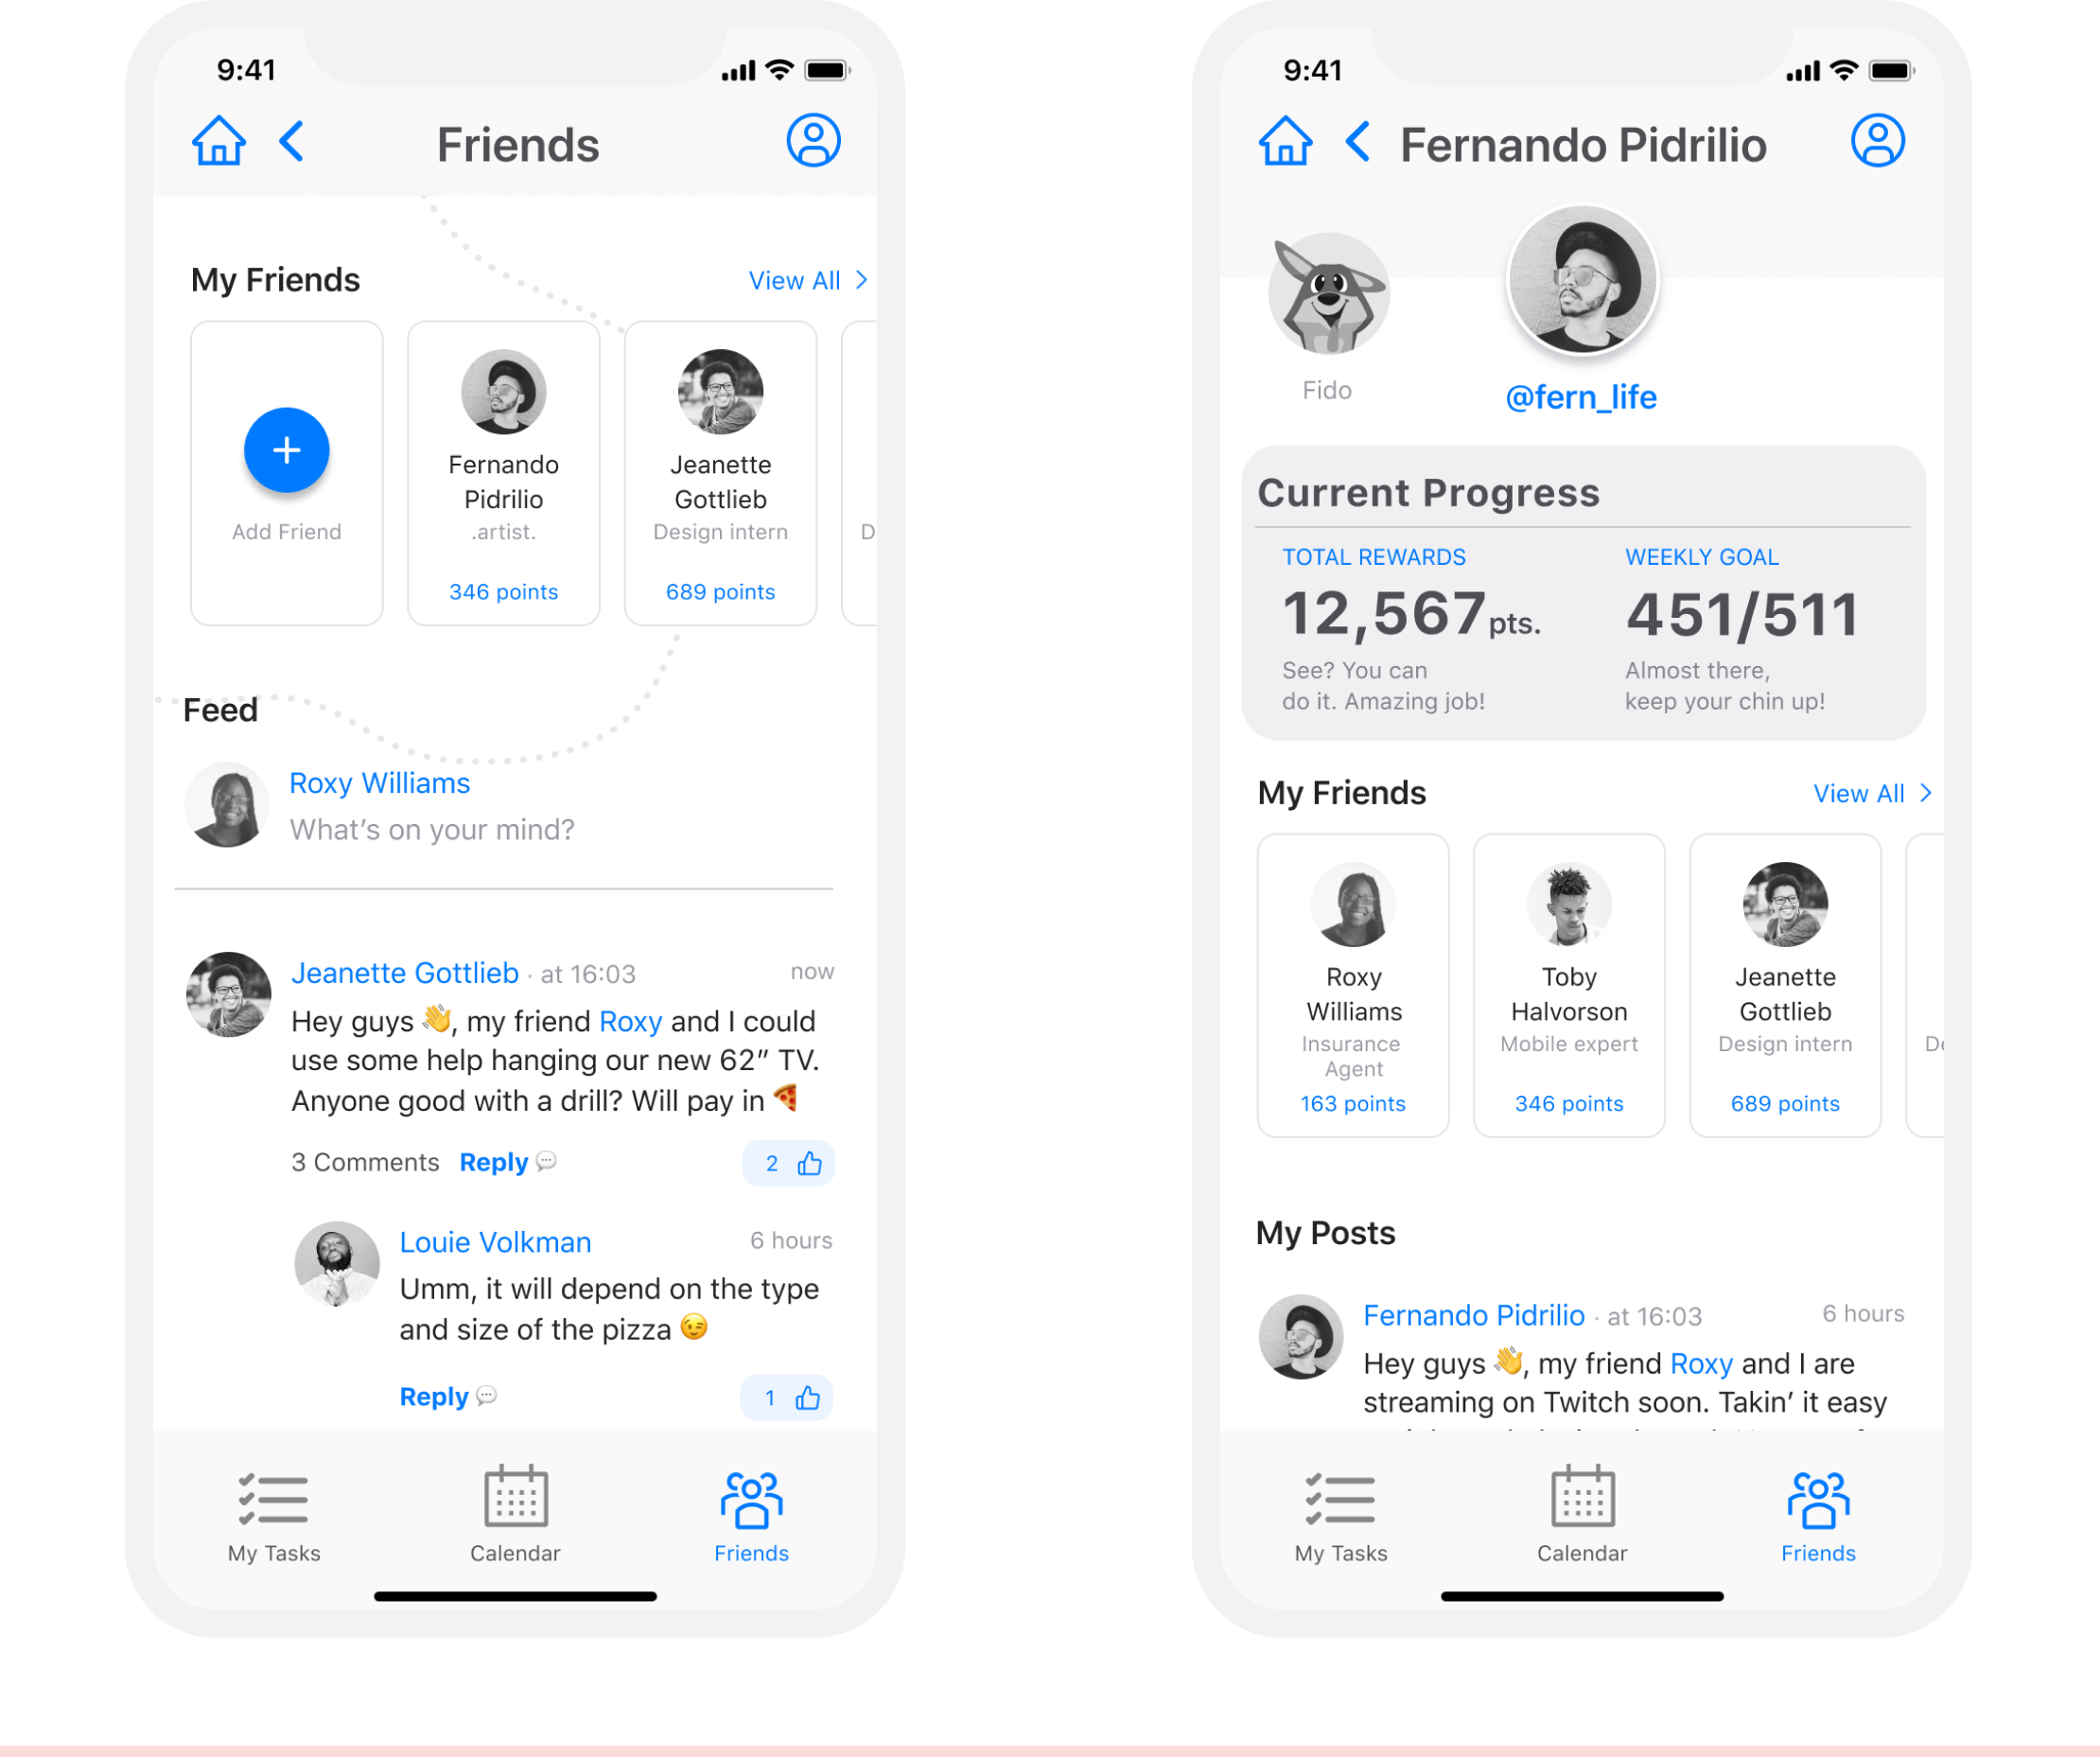 9:41
Friends
My Friends
View All
Add Friend
Fernando
Pidrilio
.artist.
346 points
Jeanette
Gottlieb
Design intern
689 points
D
Feed
Roxy Williams
What's on your mind?
Jeanette Gottlieb · at 16:03
now
Hey guys 👋, my friend Roxy and I could
use some help hanging our new 62” TV.
Anyone good with a drill? Will pay in 🍕
3 Comments Reply 💬
2
Louie Volkman
6 hours
Umm, it will depend on the type
and size of the pizza 😉
Reply 💬
1
My Tasks
Calendar
Friends
9:41
Fernando Pidrilio
Fido
@fern_life
Current Progress
TOTAL REWARDS
12,567 pts.
See? You can
do it. Amazing job!
WEEKLY GOAL
451/511
Almost there,
keep your chin up!
My Friends
View All
Roxy
Williams
Insurance
Agent
163 points
Toby
Halvorson
Mobile expert
346 points
Jeanette
Gottlieb
Design intern
689 points
My Posts
Fernando Pidrilio · at 16:03
6 hours
Hey guys 👋, my friend Roxy and I are
streaming on Twitch soon. Takin’ it easy
My Tasks
Calendar
Friends